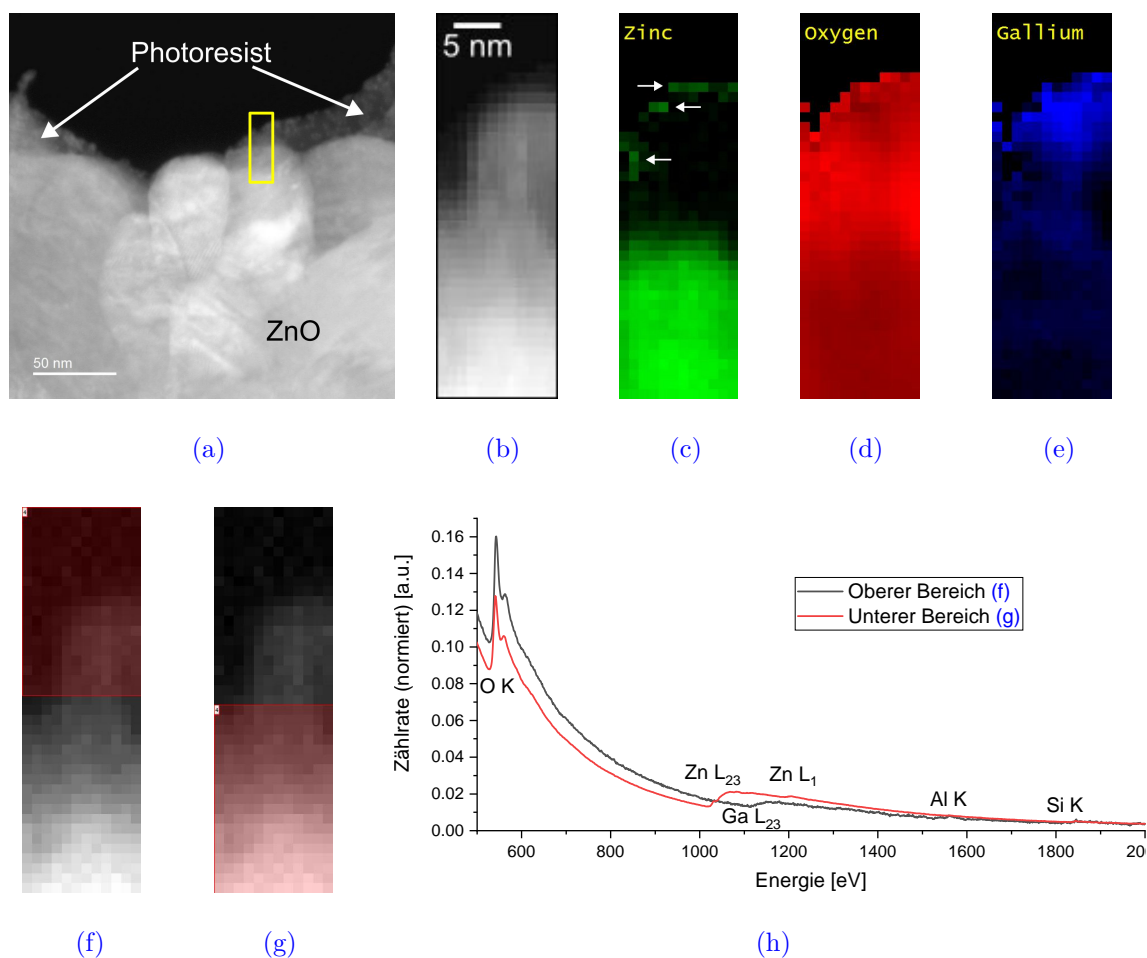 Photoresist
ZnO
50 nm
(a)
5 nm
(b)
Zinc
(c)
Oxygen
(d)
Gallium
(e)
4
(f)
4
(g)
Zählrate (normiert) [a.u.]
0.16
0.14
0.12
0.10
0.08
0.06
0.04
0.02
0.00
Oberer Bereich (f)
Unterer Bereich (g)
O K
Zn L23
Zn L1
Ga L23
Al K
Si K
600
800
1000
1200
1400
1600
1800
Energie [eV]
(h)